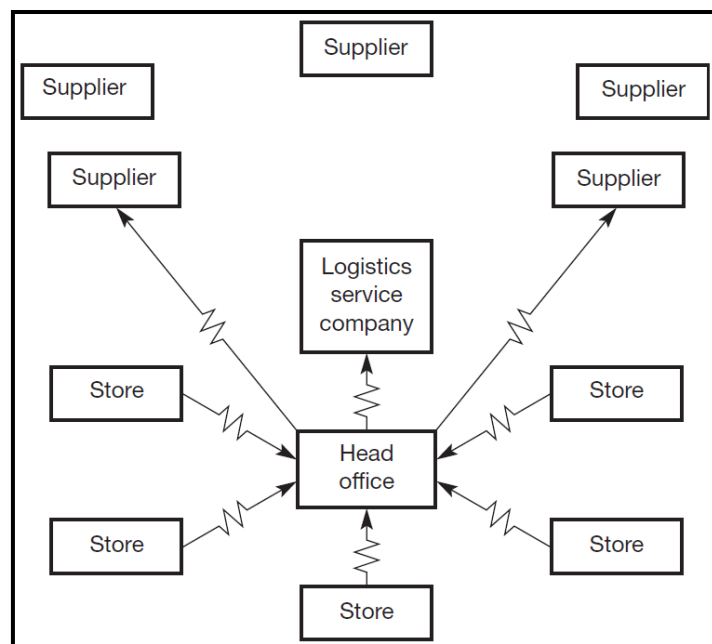 Supplier
Supplier
Supplier
Supplier
Supplier
Logistics
service
company
Store
Store
Head
office
Store
Store
Store